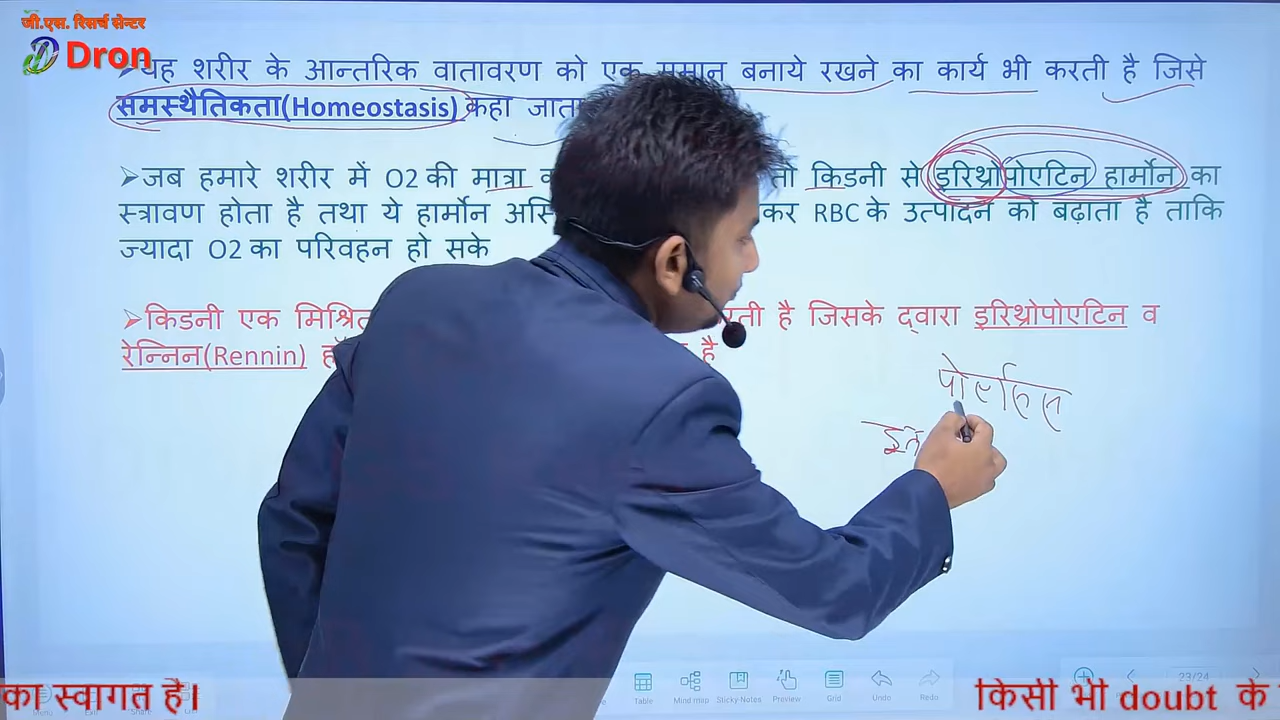 जी.एस. रिसर्च सेन्टर
Dron
यह शरीर के आन्तरिक वातावरण को एक समान बनाये रखने का कार्य भी करती है जिसे
समस्थैतिकता(Homeostasis) कहा जाता
जब हमारे शरीर में O2 की मात्रा तो किडनी से इरिथ्रोपोएटिन हार्मोन का
स्त्रावण होता है तथा ये हार्मोन कर RBC के उत्पादन को बढ़ाता है ताकि
ज्यादा O2 का परिवहन हो सके
किडनी एक मिश्रित रती है जिसके द्वारा इरिथ्रोपोएटिन व
रेन्निन(Rennin) है
Table Mind map Sticky-Notes Preview Grid Undo Redo 23/24
का स्वागत है। किसी भी doubt के